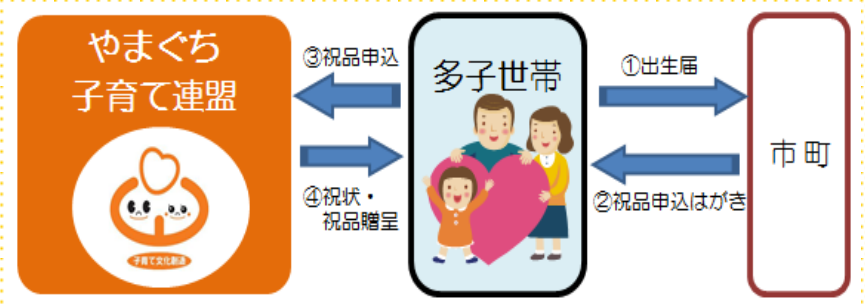 やまぐち
子育て連盟
子育て文化創造
③祝品申込
④祝状・
祝品贈呈
多子世帯
①出生届
②祝品申込はがき
市町